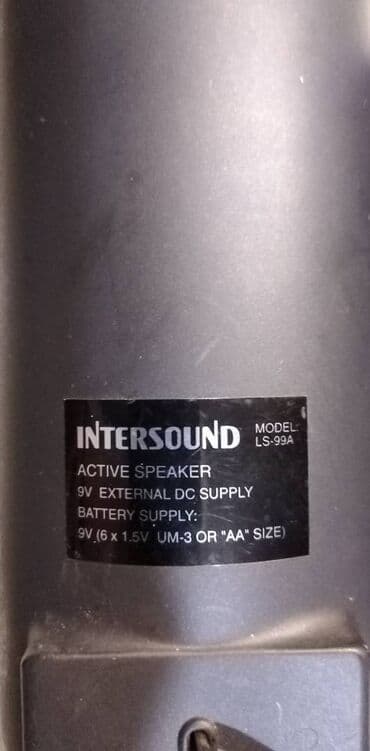 INTERSOUND MODEL:
LS-99A
ACTIVE SPEAKER
9V EXTERNAL DC SUPPLY
BATTERY SUPPLY:
9V (6 x 1.5V UM-3 OR "AA" SIZE)